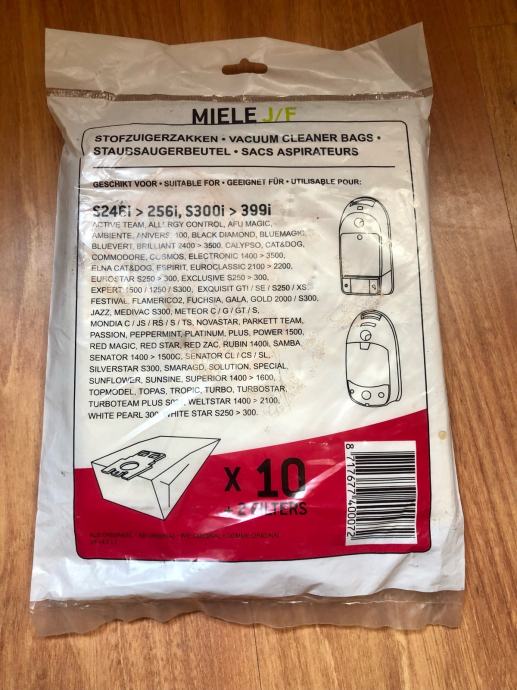 MIELE J/F
STOFZUIGERZAKKEN • VACUUM CLEANER BAGS •
STAUBSAUGERBEUTEL • SACS ASPIRATEURS
GESCHIKT VOOR • SUITABLE FOR • GEEIGNET FÜR • UTILISABLE POUR:
S246i > 256i, S300i > 399i
ACTIVE TEAM, ALLERGY CONTROL, AFU MAGIC,
AMBIENTE, ANIVERS 100, BLACK DIAMOND, BLUEMAGIC,
BLUEVERT, BRILLIANT 2400 > 3500, CALYPSO, CAT&DOG,
COMMODORE, COSMOS, ELECTRONIC 1400 > 3500,
ELNA CAT&DOG, ESPIRIT, EUROCLASSIC 2100 > 2200,
EUROSTAR S250 > 300, EXCLUSIVE S250 > 300,
EXPERT 1500 / 1250 / S300, EXQUISIT GTI / SE / S250 / XS,
FESTIVAL, FLAMERICO2, FUCHSIA, GALA, GOLD 2000 / S300,
JAZZ, MEDIVAC S300, METEOR C / G / GT / S,
MONDIA C / JS / RS / S / TS, NOVASTAR, PARKETT TEAM,
PASSION, PEPPERMINT, PLATINUM, PLUS, POWER 1500,
RED MAGIC, RED STAR, RED ZAC, RUBIN 1400i, SAMBA,
SENATOR 1400 > 1500C, SENATOR CL / CS / SL,
SILVERSTAR S300, SMARAGD, SOLUTION, SPECIAL,
SUNFLOWER, SUNSINE, SUPERIOR 1400 > 1600,
TOPMODEL, TOPAS, TROPIC, TURBO, TURBOSTAR,
TURBOTEAM PLUS WELTSTAR 1400 > 2100,
WHITE PEARL 300, WHITE STAR S250 > 300.
X 10
+ 2 FILTERS
8717677400072